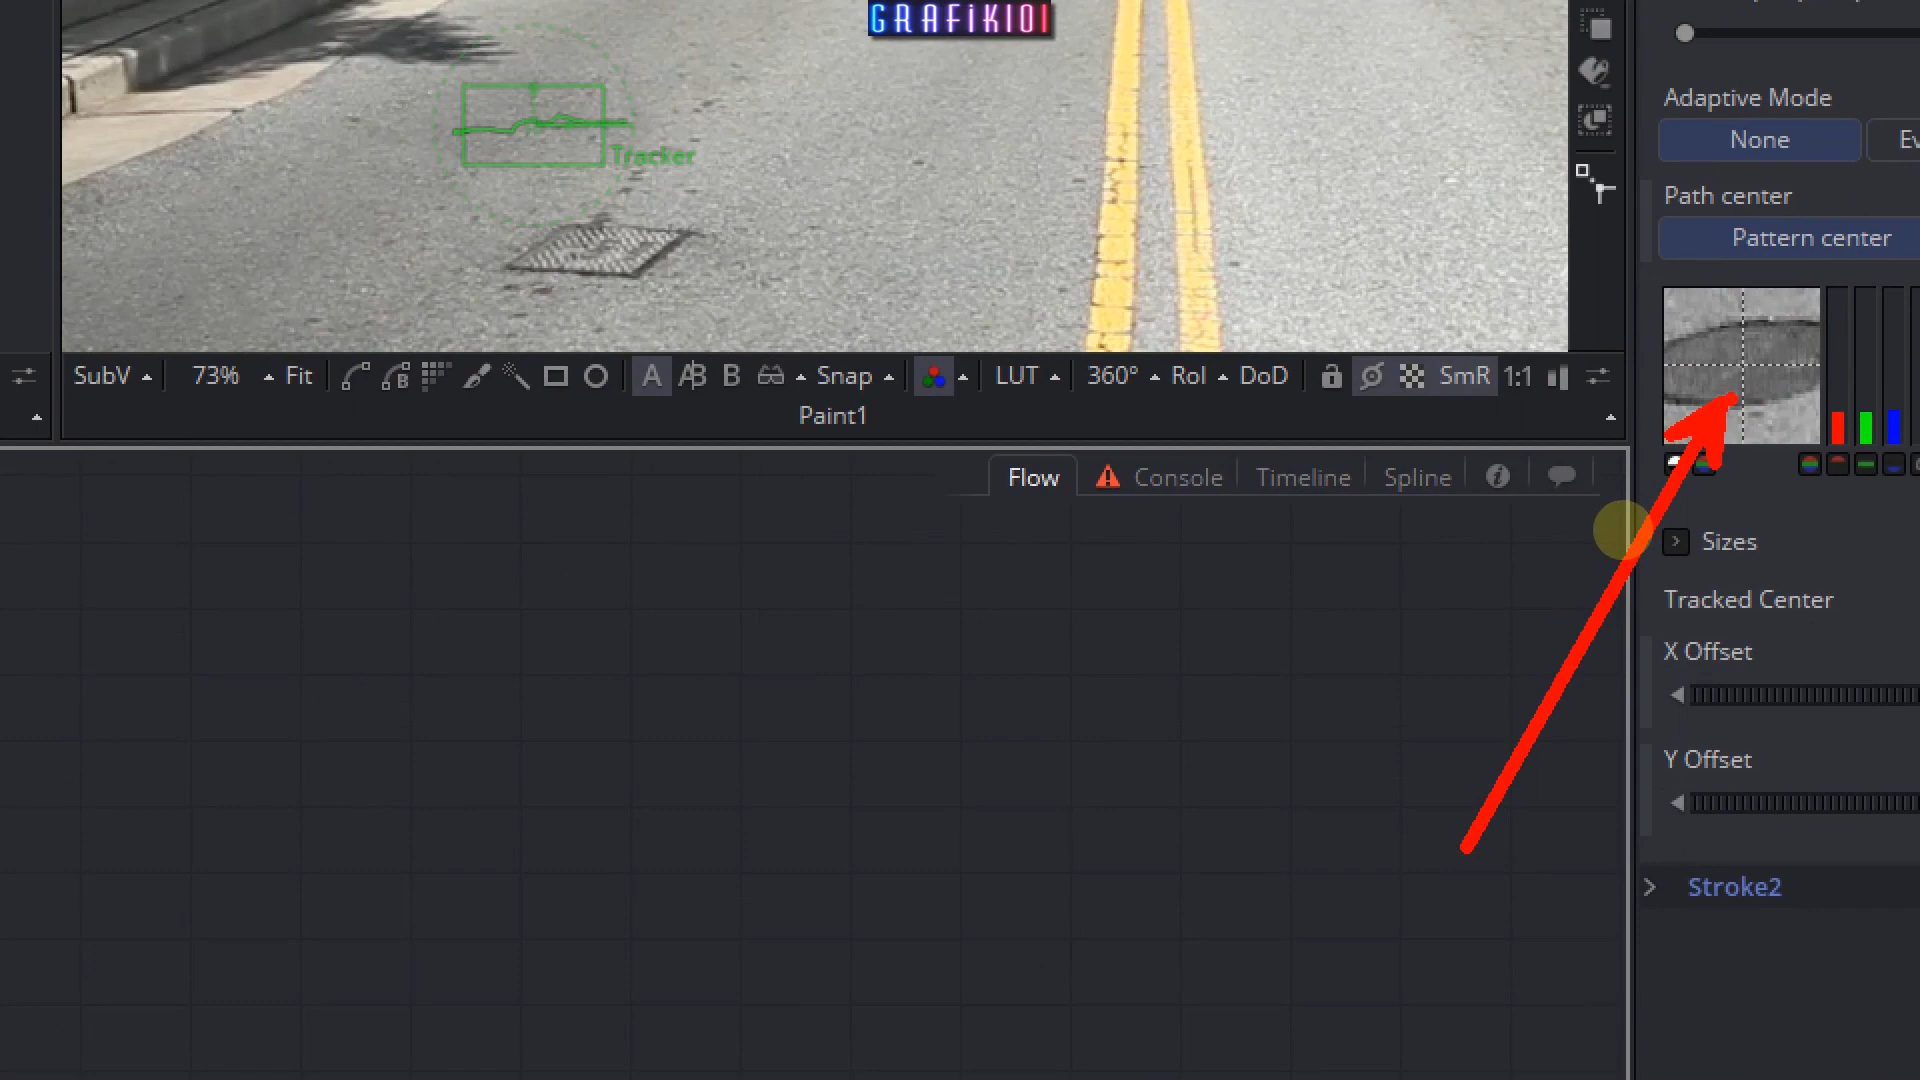 GRAFiK101
Tracker
Adaptive Mode
None
Path center
Pattern center
SubV 73% Fit A B Snap LUT 360° RoI DoD SmR 1:1
Paint1
Flow Console Timeline Spline
Sizes
Tracked Center
X Offset
Y Offset
Stroke2